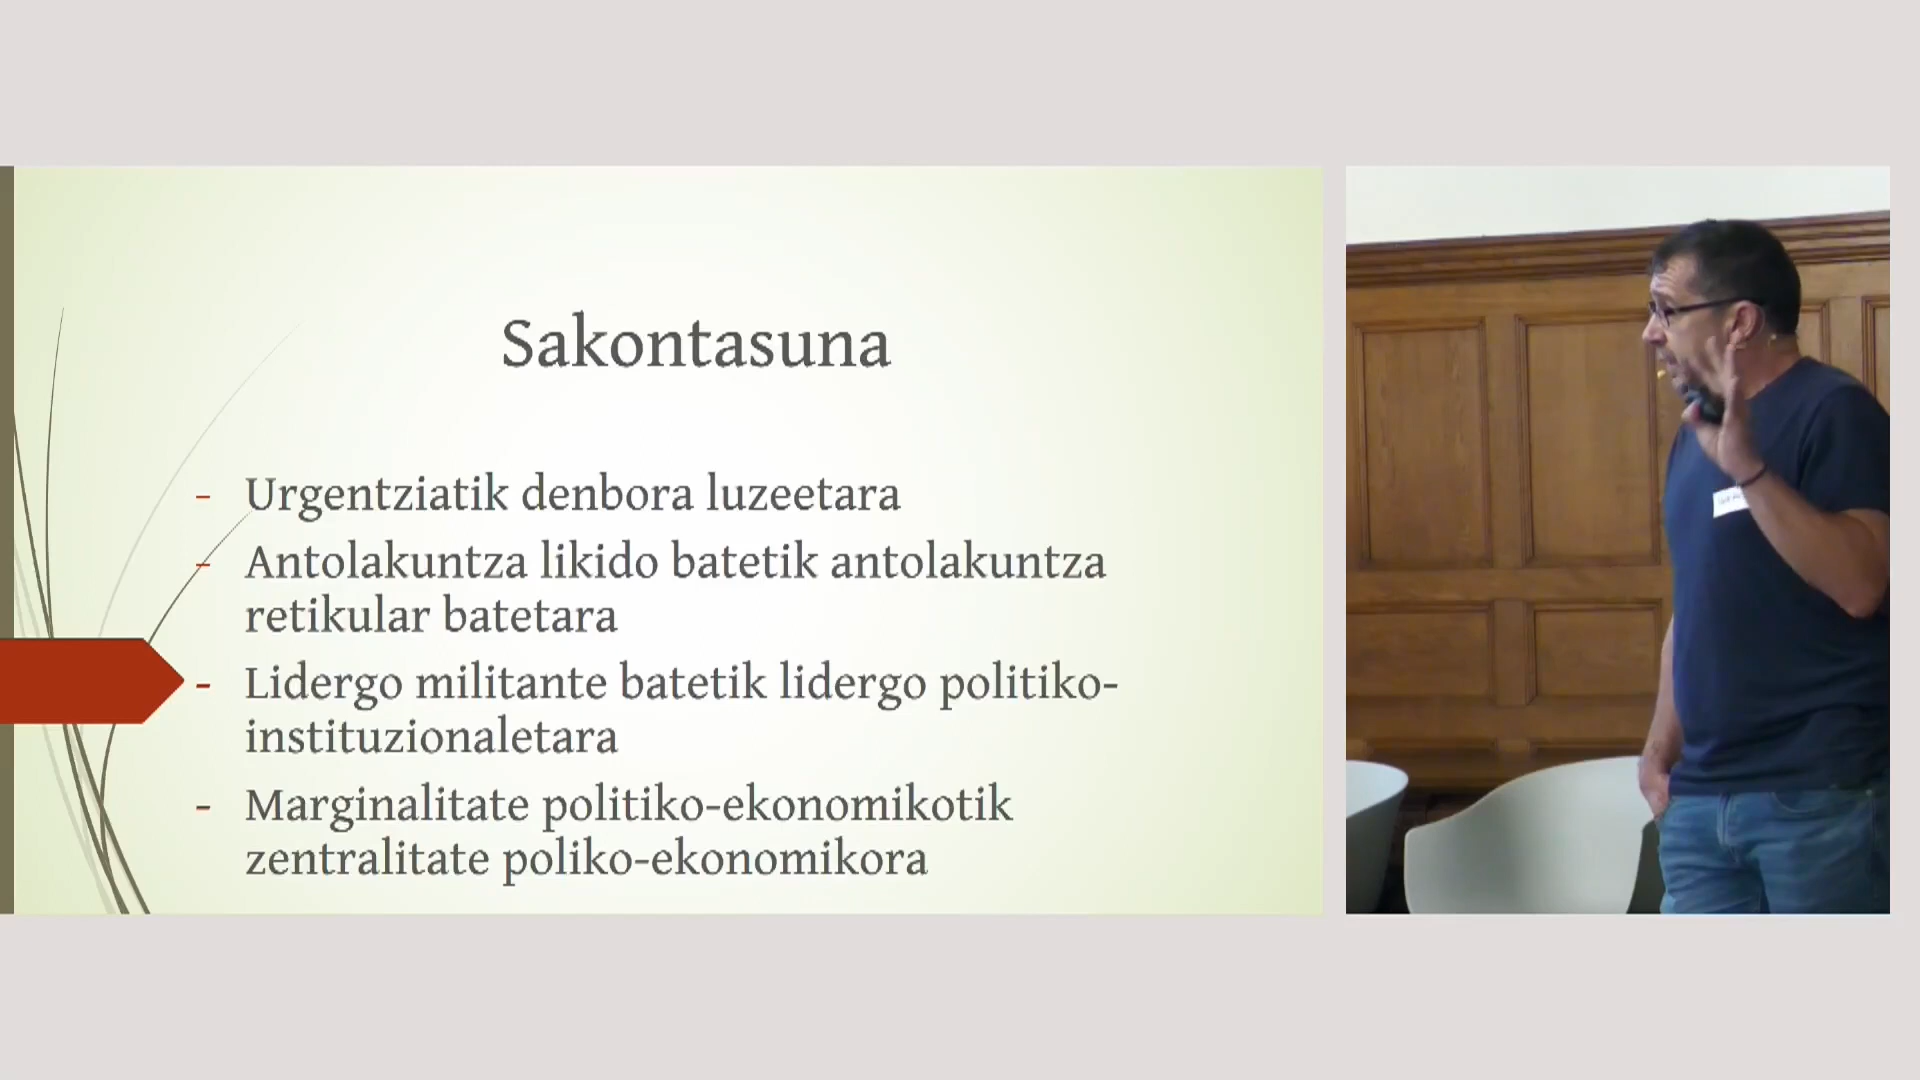 Sakontasuna
- Urgentziatik denbora luzeetara
- Antolakuntza likido batetik antolakuntza
retikular batetara
- Lidergo militante batetik lidergo politiko-
instituzionaletara
- Marginalitate politiko-ekonomikotik
zentralitate poliko-ekonomikora